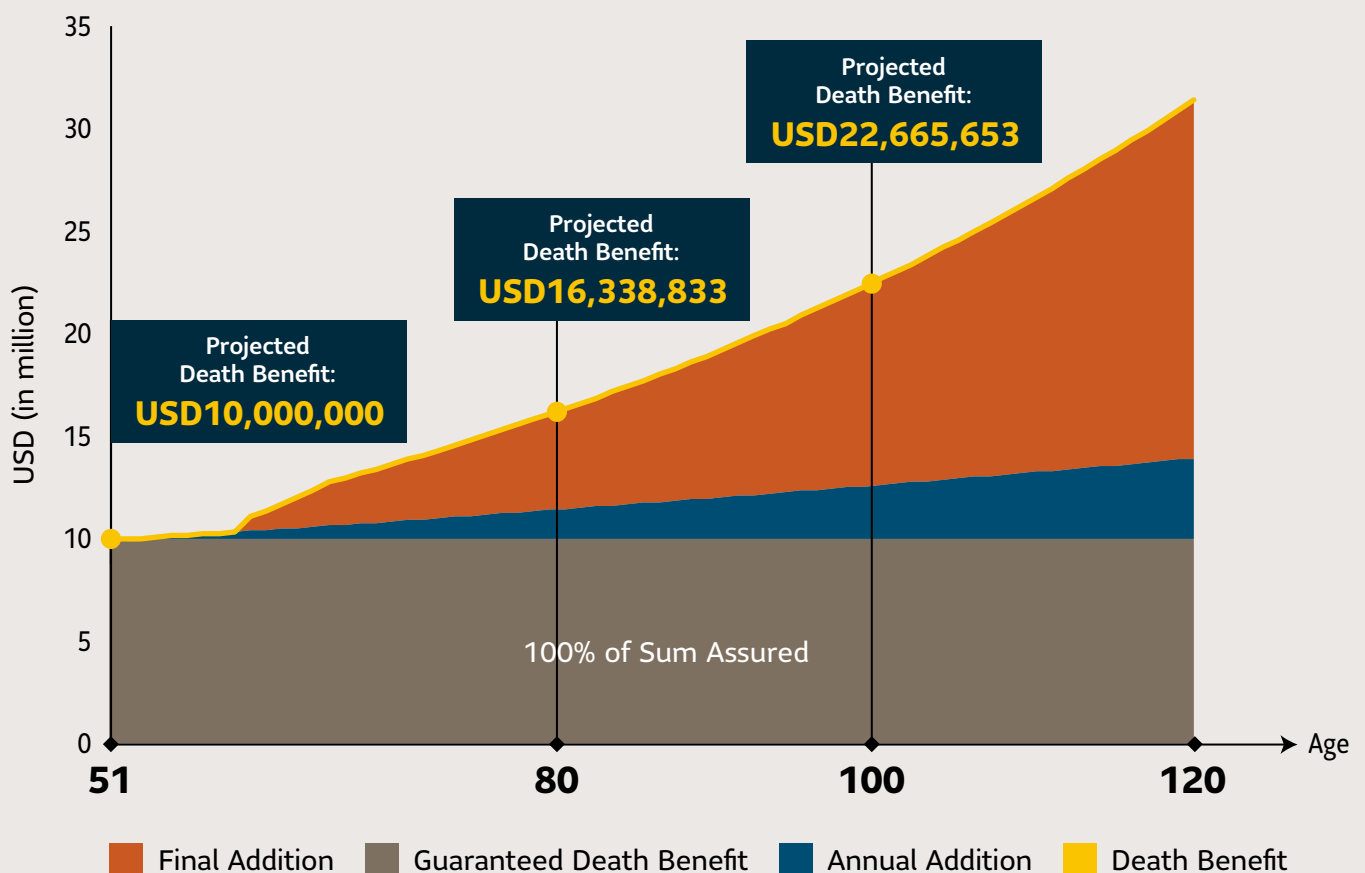 35
30
25
20
15
10
5
0
USD (in million)
Projected
Death Benefit:
USD10,000,000
Projected
Death Benefit:
USD16,338,833
Projected
Death Benefit:
USD22,665,653
100% of Sum Assured
51
80
100
120
Age
Final Addition
Guaranteed Death Benefit
Annual Addition
Death Benefit